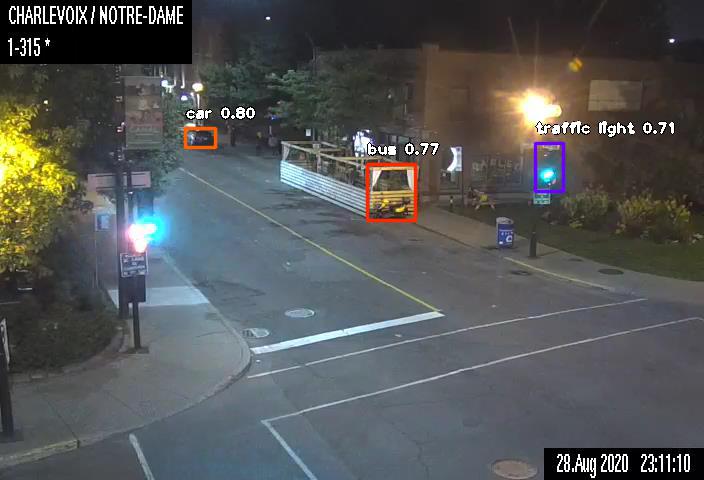 CHARLEVOIX / NOTRE-DAME
1-315 *
car 0.80
traffic light 0.71
bus 0.77
28.Aug 2020 23:11:10